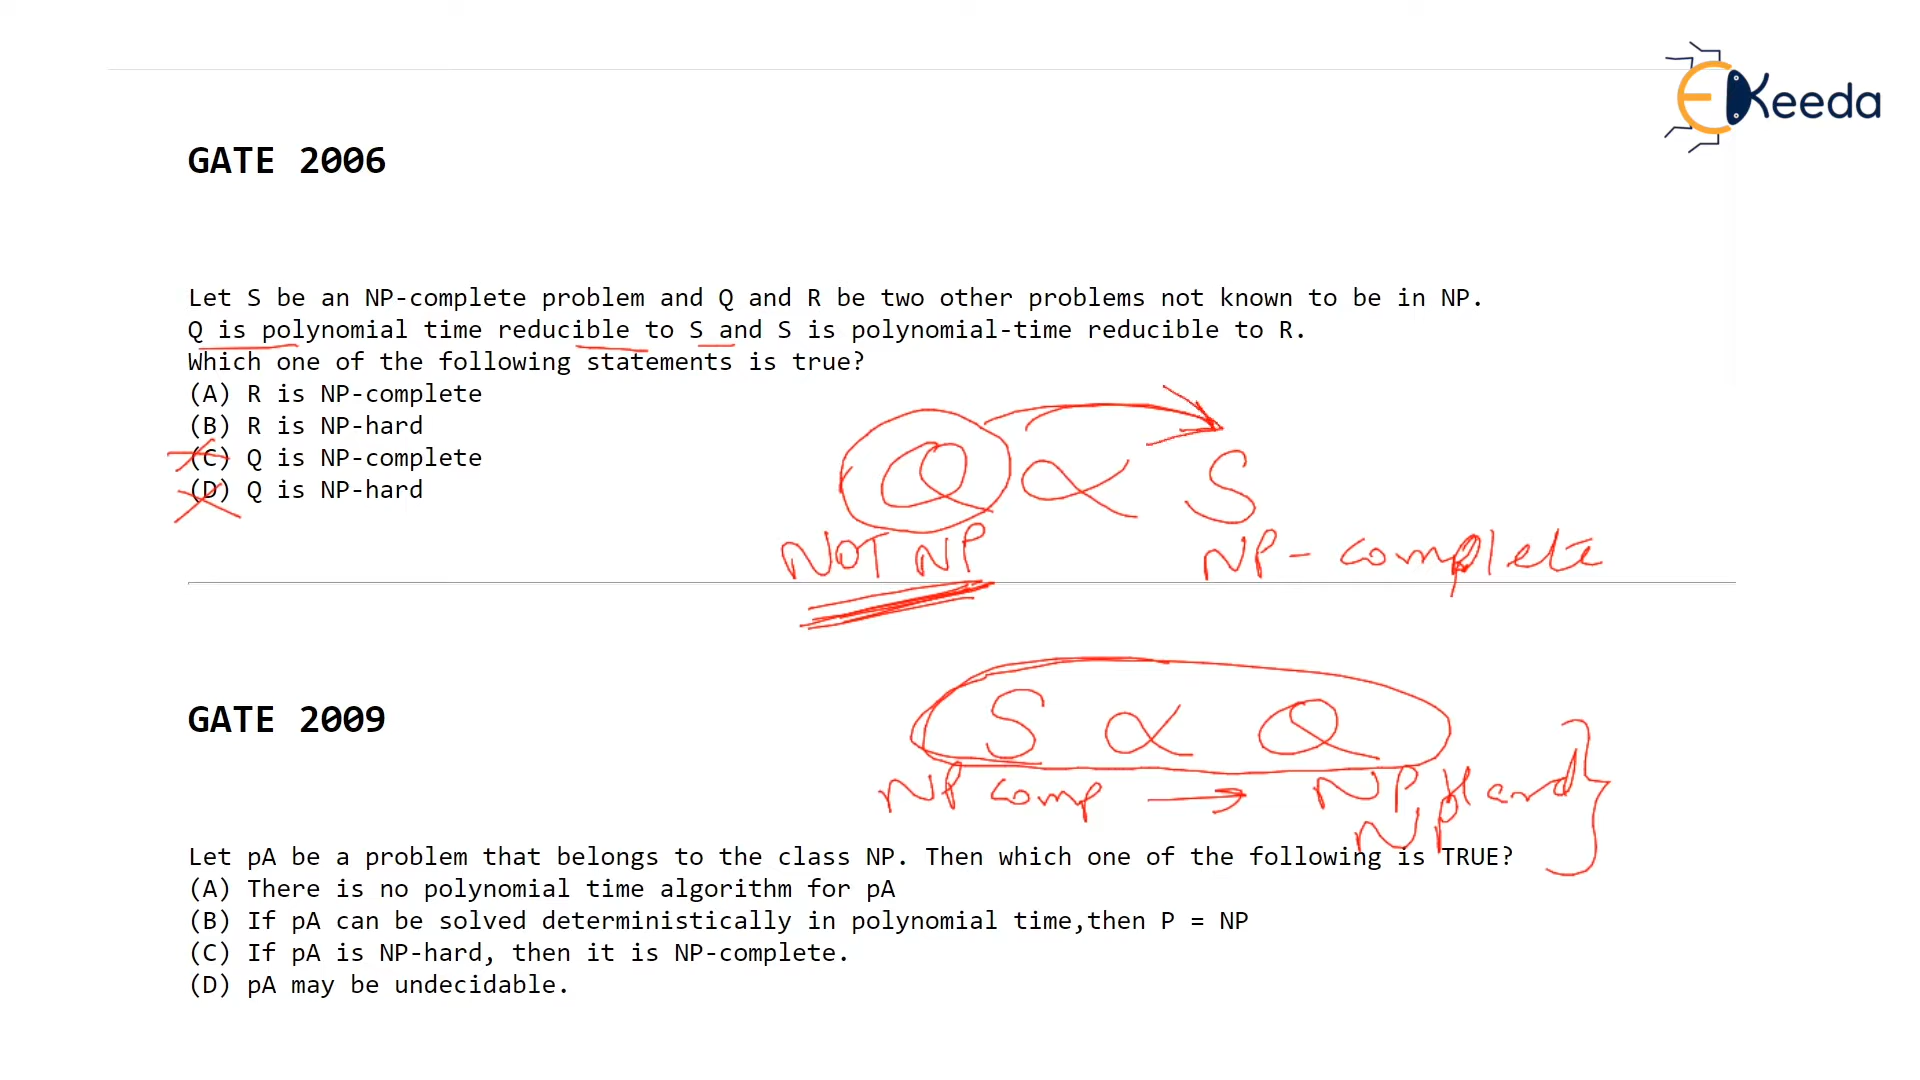 EKeeda
GATE 2006
Let S be an NP-complete problem and Q and R be two other problems not known to be in NP.
Q is polynomial time reducible to S and S is polynomial-time reducible to R.
Which one of the following statements is true?
(A) R is NP-complete
(B) R is NP-hard
(C) Q is NP-complete
(D) Q is NP-hard
Q ∝ S
NOT NP NP-complete
GATE 2009
S ∝ Q
NP comp → NP Hard
NP
Let pA be a problem that belongs to the class NP. Then which one of the following is TRUE?
(A) There is no polynomial time algorithm for pA
(B) If pA can be solved deterministically in polynomial time,then P = NP
(C) If pA is NP-hard, then it is NP-complete.
(D) pA may be undecidable.